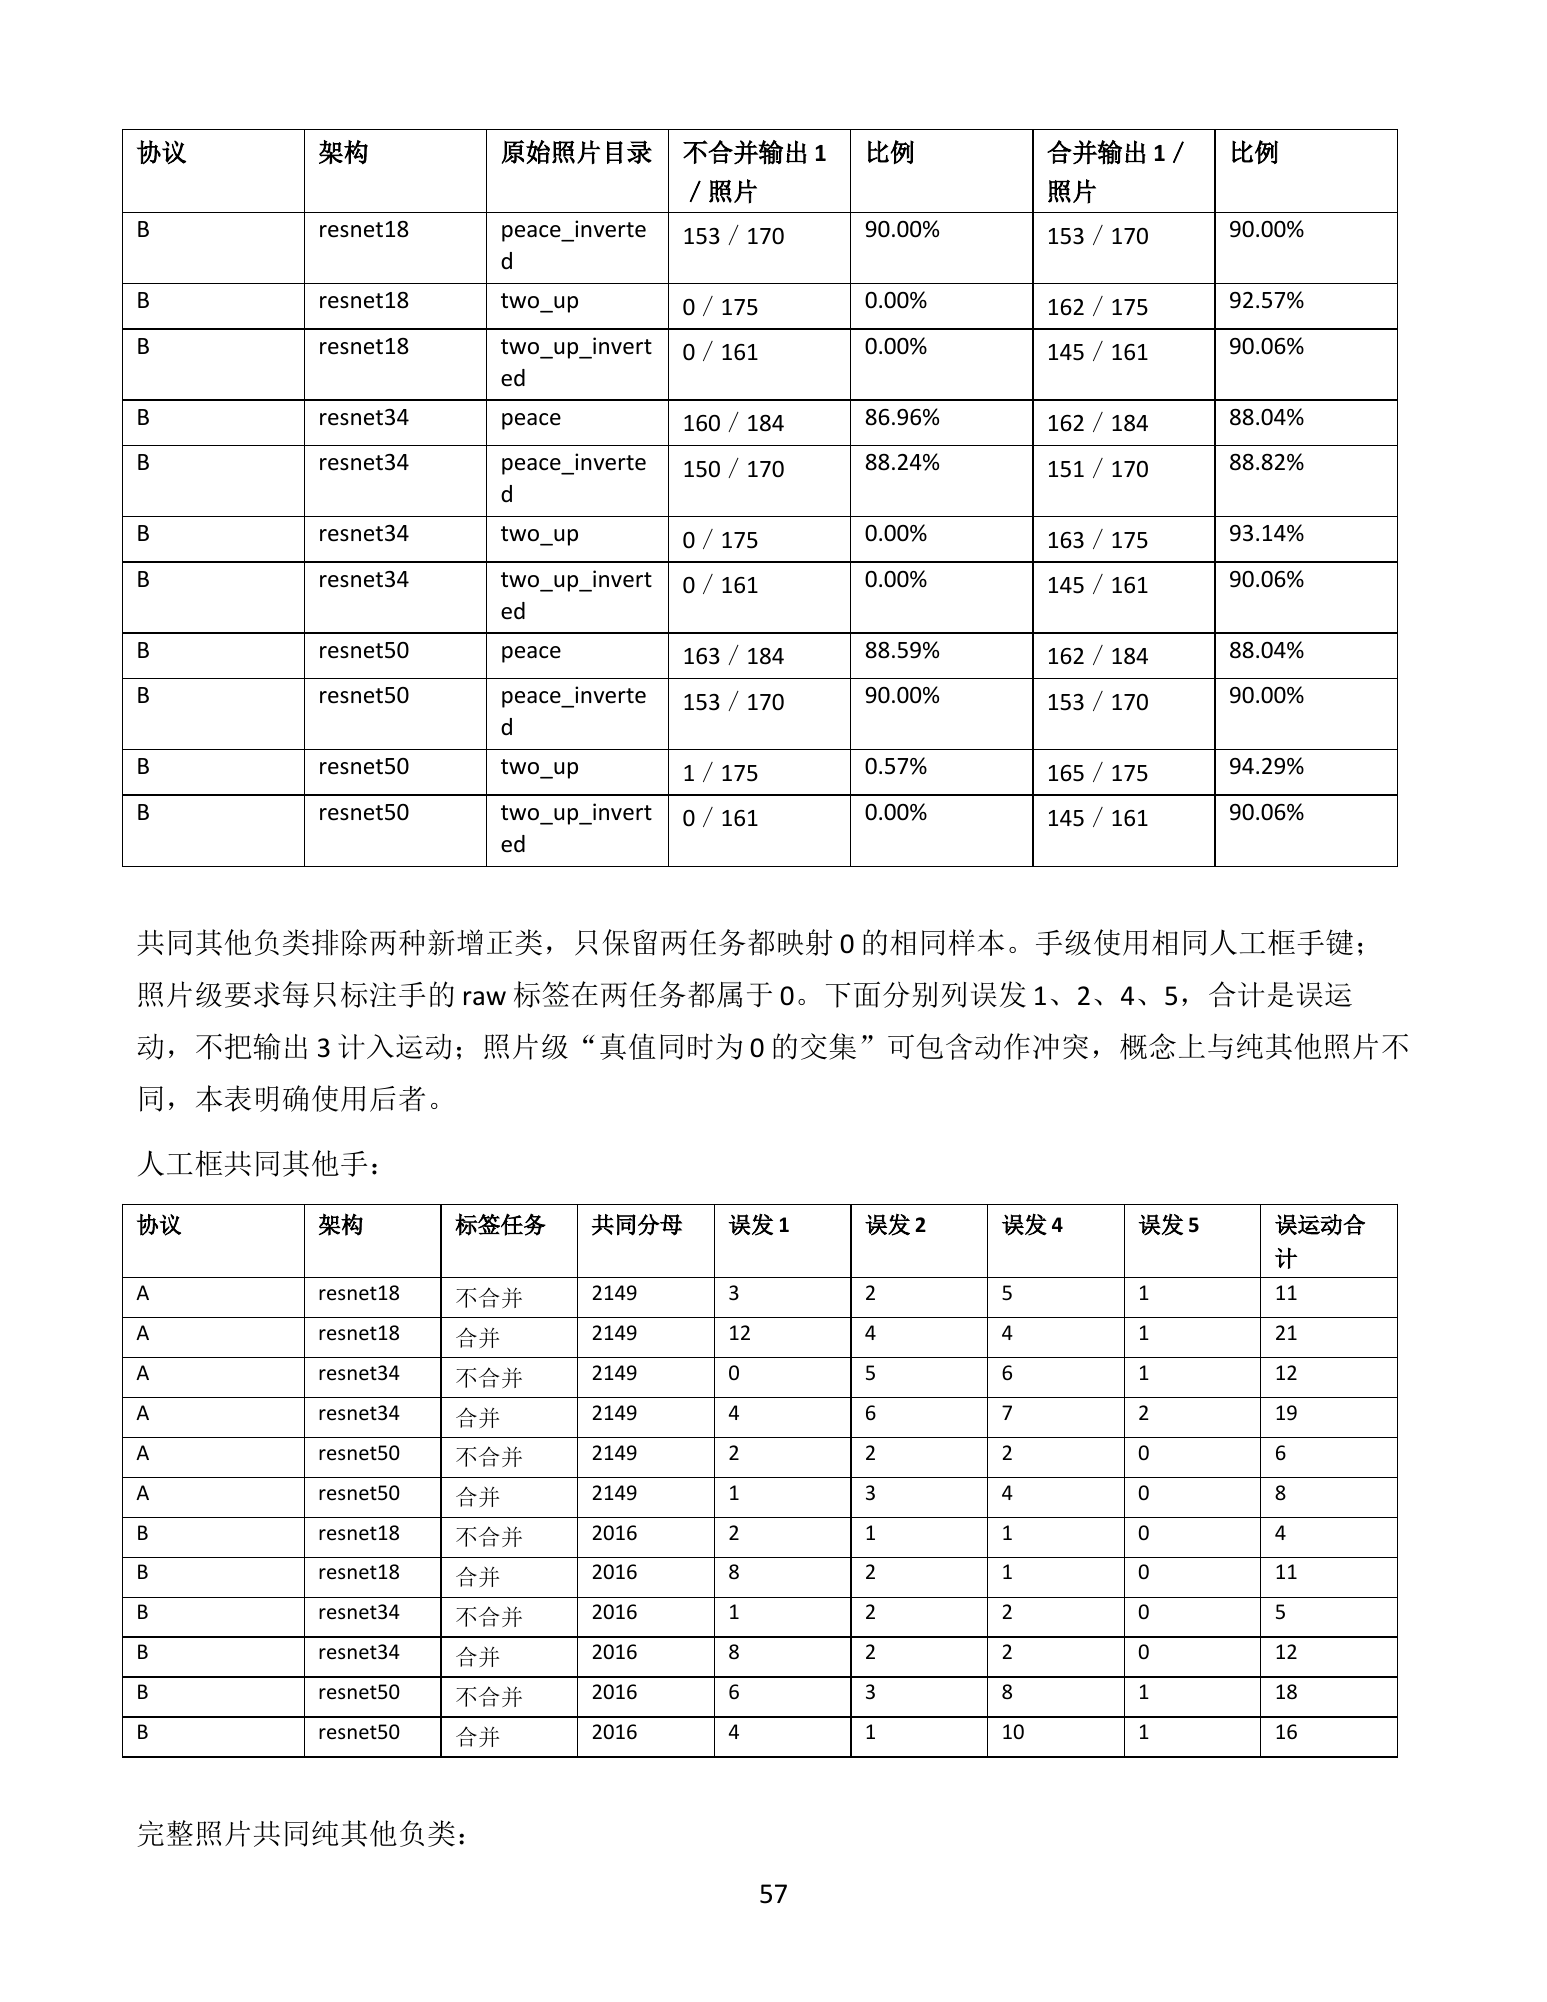 协议 架构 原始照片目录 不合并输出 1 比例 合并输出 1 / 比例
/ 照片 照片
B resnet18 peace_inverte 153 / 170 90.00% 153 / 170 90.00%
d
B resnet18 two_up 0 / 175 0.00% 162 / 175 92.57%
B resnet18 two_up_invert 0 / 161 0.00% 145 / 161 90.06%
ed
B resnet34 peace 160 / 184 86.96% 162 / 184 88.04%
B resnet34 peace_inverte 150 / 170 88.24% 151 / 170 88.82%
d
B resnet34 two_up 0 / 175 0.00% 163 / 175 93.14%
B resnet34 two_up_invert 0 / 161 0.00% 145 / 161 90.06%
ed
B resnet50 peace 163 / 184 88.59% 162 / 184 88.04%
B resnet50 peace_inverte 153 / 170 90.00% 153 / 170 90.00%
d
B resnet50 two_up 1 / 175 0.57% 165 / 175 94.29%
B resnet50 two_up_invert 0 / 161 0.00% 145 / 161 90.06%
ed
共同其他负类排除两种新增正类，只保留两任务都映射 0 的相同样本。手级使用相同人工框手键；
照片级要求每只标注手的 raw 标签在两任务都属于 0。下面分别列误发 1、2、4、5，合计是误运
动，不把输出 3 计入运动；照片级“真值同时为 0 的交集”可包含动作冲突，概念上与纯其他照片不
同，本表明确使用后者。
人工框共同其他手：
协议 架构 标签任务 共同分母 误发 1 误发 2 误发 4 误发 5 误运动合
计
A resnet18 不合并 2149 3 2 5 1 11
A resnet18 合并 2149 12 4 4 1 21
A resnet34 不合并 2149 0 5 6 1 12
A resnet34 合并 2149 4 6 7 2 19
A resnet50 不合并 2149 2 2 2 0 6
A resnet50 合并 2149 1 3 4 0 8
B resnet18 不合并 2016 2 1 1 0 4
B resnet18 合并 2016 8 2 1 0 11
B resnet34 不合并 2016 1 2 2 0 5
B resnet34 合并 2016 8 2 2 0 12
B resnet50 不合并 2016 6 3 8 1 18
B resnet50 合并 2016 4 1 10 1 16
完整照片共同纯其他负类：
57